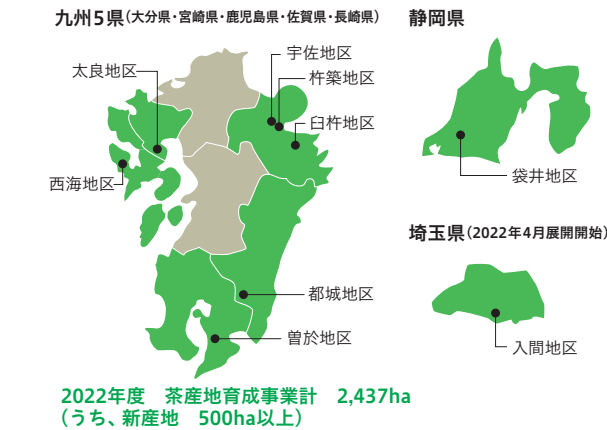 九州5県(大分県・宮崎県・鹿児島県・佐賀県・長崎県)
静岡県
宇佐地区
太良地区
杵築地区
臼杵地区
西海地区
袋井地区
埼玉県(2022年4月展開開始)
都城地区
曽於地区
入間地区
2022年度 茶産地育成事業計 2,437ha
(うち、新産地 500ha以上)